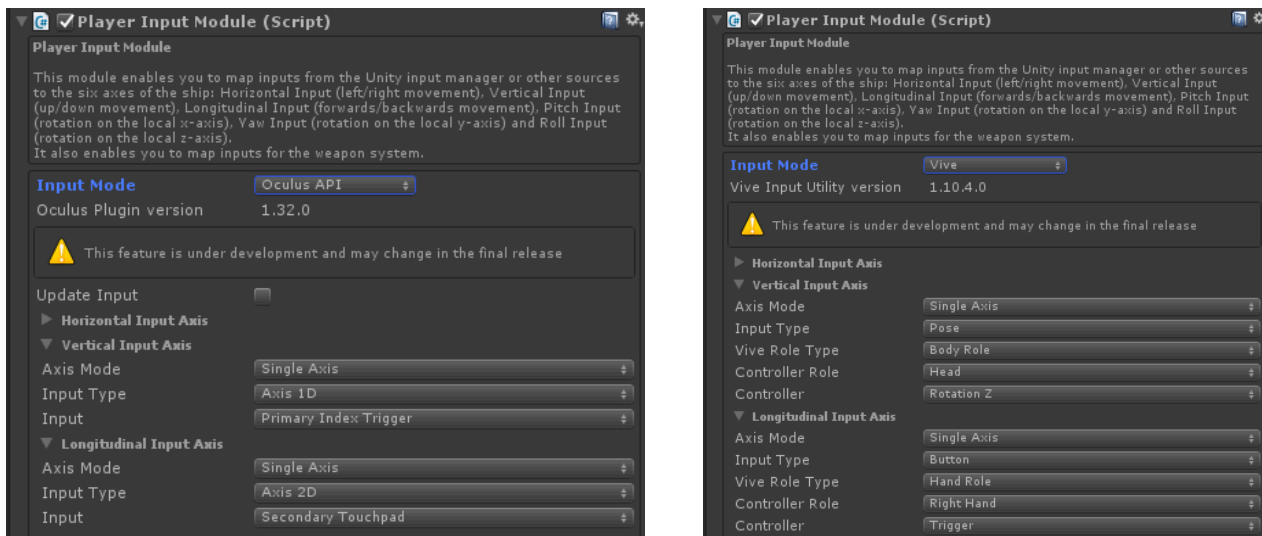 Player Input Module (Script)
Player Input Module
This module enables you to map inputs from the Unity input manager or other sources
to the six axes of the ship: Horizontal Input (left/right movement), Vertical Input
(up/down movement), Longitudinal Input (forwards/backwards movement), Pitch Input
(rotation on the local x-axis), Yaw Input (rotation on the local y-axis) and Roll Input
(rotation on the local z-axis).
It also enables you to map inputs for the weapon system.
Input Mode Oculus API
Oculus Plugin version 1.32.0
This feature is under development and may change in the final release
Update Input
Horizontal Input Axis
Vertical Input Axis
Axis Mode Single Axis
Input Type Axis 1D
Input Primary Index Trigger
Longitudinal Input Axis
Axis Mode Single Axis
Input Type Axis 2D
Input Secondary Touchpad
Player Input Module (Script)
Player Input Module
This module enables you to map inputs from the Unity input manager or other sources
to the six axes of the ship: Horizontal Input (left/right movement), Vertical Input
(up/down movement), Longitudinal Input (forwards/backwards movement), Pitch Input
(rotation on the local x-axis), Yaw Input (rotation on the local y-axis) and Roll Input
(rotation on the local z-axis).
It also enables you to map inputs for the weapon system.
Input Mode Vive
Vive Input Utility version 1.10.4.0
This feature is under development and may change in the final release
Horizontal Input Axis
Vertical Input Axis
Axis Mode Single Axis
Input Type Pose
Vive Role Type Body Role
Controller Role Head
Controller Rotation Z
Longitudinal Input Axis
Axis Mode Single Axis
Input Type Button
Vive Role Type Hand Role
Controller Role Right Hand
Controller Trigger